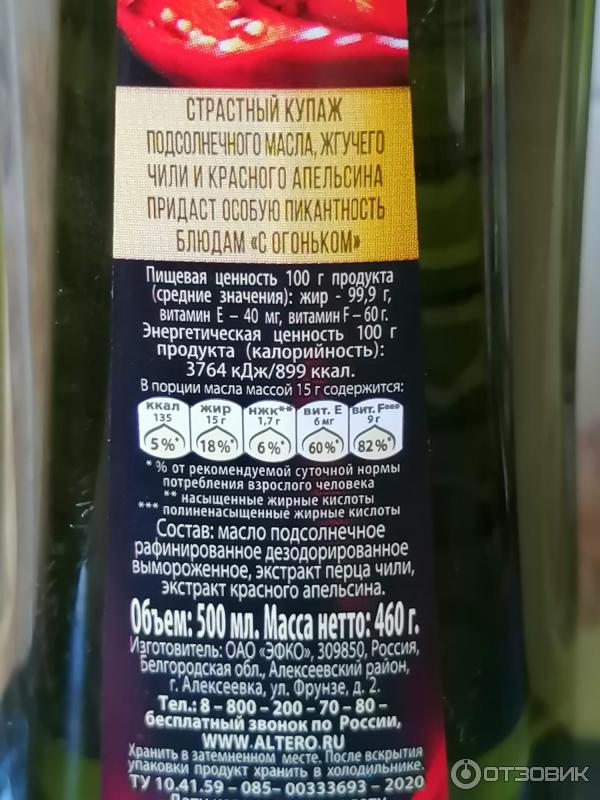 СТРАСТНЫЙ КУПАЖ
ПОДСОЛНЕЧНОГО МАСЛА, ЖГУЧЕГО
ЧИЛИ И КРАСНОГО АПЕЛЬСИНА
ПРИДАСТ ОСОБУЮ ПИКАНТНОСТЬ
БЛЮДАМ «С ОГОНЬКОМ»
Пищевая ценность 100 г продукта
(средние значения): жир - 99,9 г,
витамин Е – 40 мг, витамин F – 60 г.
Энергетическая ценность 100 г
продукта (калорийность):
3764 кДж/899 ккал.
В порции масла массой 15 г содержится:
ккал жир нжк** вит. Е вит. F***
135 15 г 1,7 г 6 мг 9 г
5%* 18%* 6%* 60%* 82%*
* % от рекомендуемой суточной нормы
потребления взрослого человека
** насыщенные жирные кислоты
*** полиненасыщенные жирные кислоты
Состав: масло подсолнечное
рафинированное дезодорированное
вымороженное, экстракт перца чили,
экстракт красного апельсина.
Объем: 500 мл. Масса нетто: 460 г.
Изготовитель: ОАО «ЭФКО», 309850, Россия,
Белгородская обл., Алексеевский район,
г. Алексеевка, ул. Фрунзе, д. 2.
Тел.: 8 – 800 – 200 – 70 – 80 –
бесплатный звонок по России,
WWW.ALTERO.RU
Хранить в затемненном месте. После вскрытия
упаковки продукт хранить в холодильнике.
ТУ 10.41.59 – 085– 00333693 – 2020
ОТЗОВИК